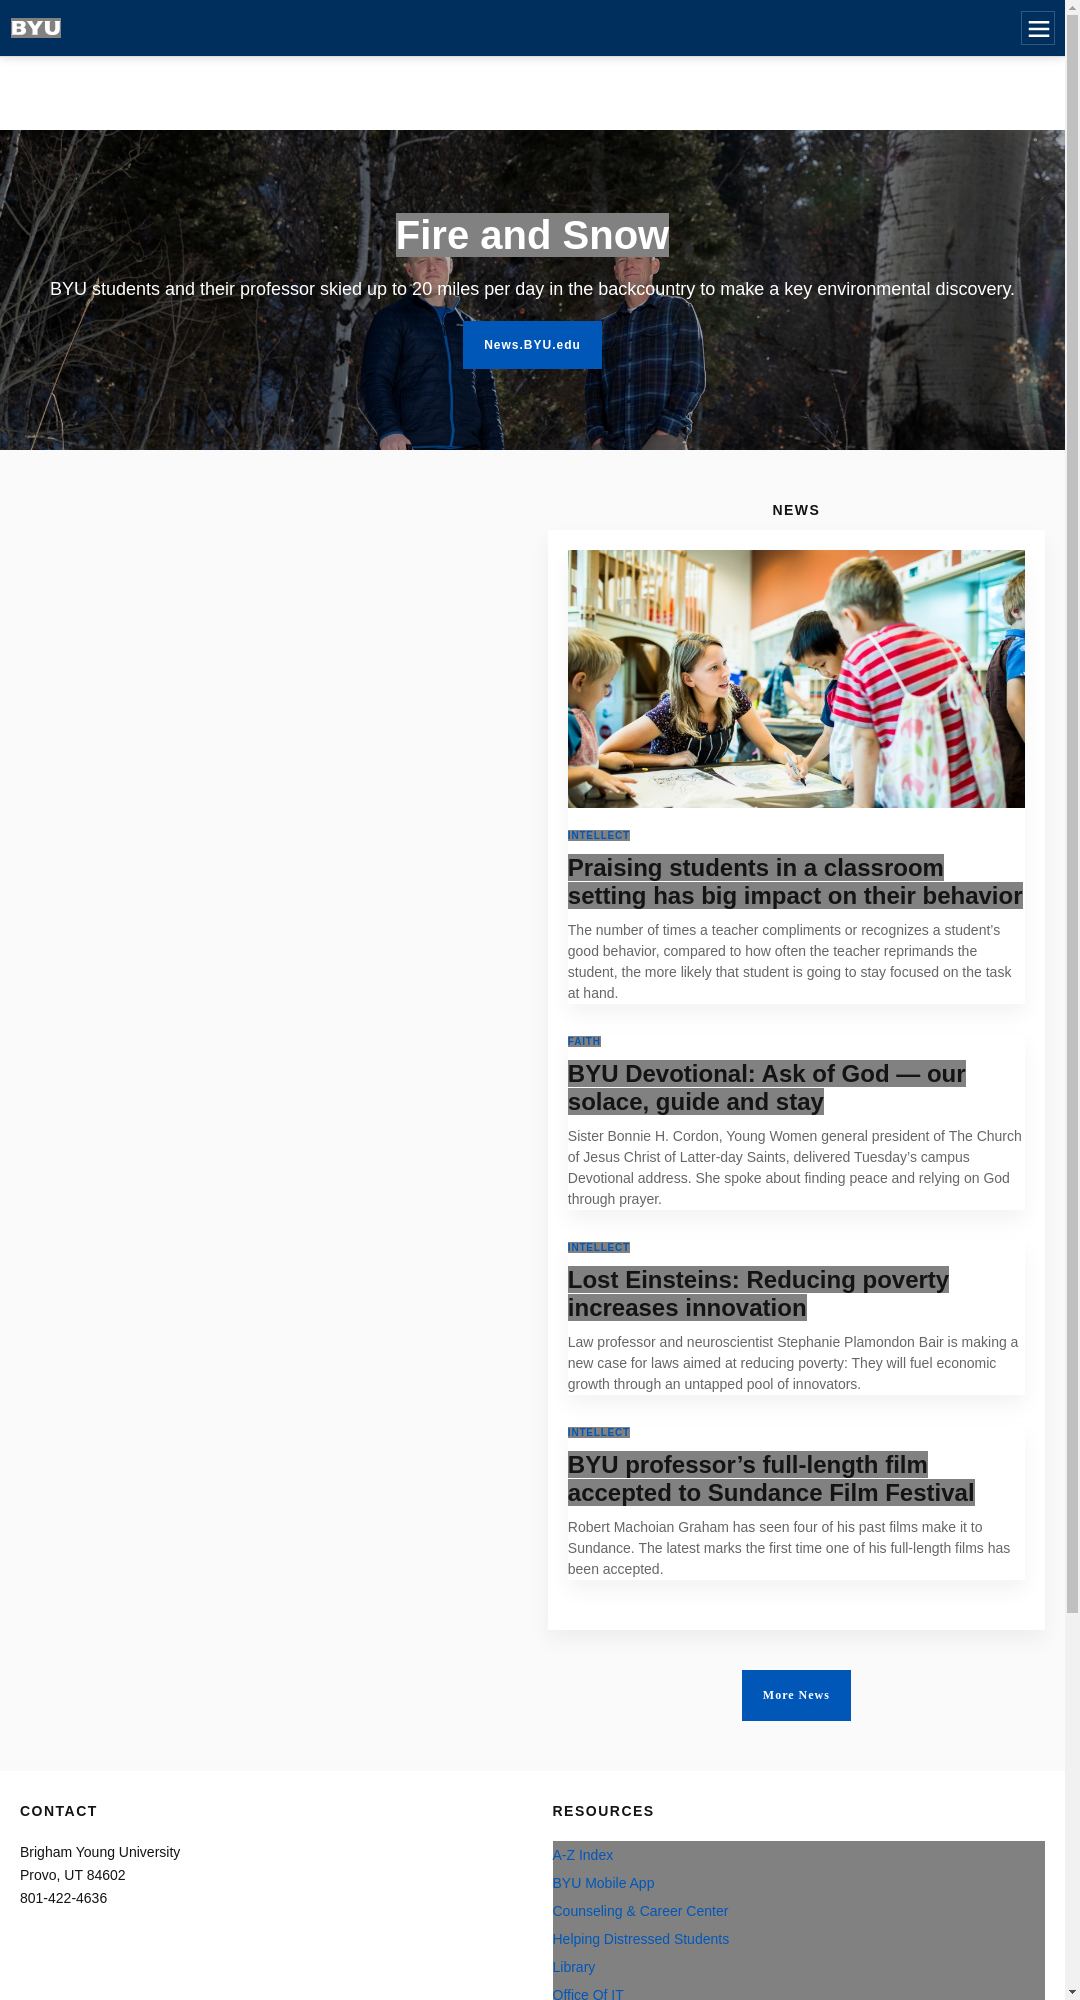 BYU
Fire and Snow
BYU students and their professor skied up to 20 miles per day in the backcountry to make a key environmental discovery.
News.BYU.edu
NEWS
INTELLECT
Praising students in a classroom
setting has big impact on their behavior
The number of times a teacher compliments or recognizes a student’s
good behavior, compared to how often the teacher reprimands the
student, the more likely that student is going to stay focused on the task
at hand.
FAITH
BYU Devotional: Ask of God — our
solace, guide and stay
Sister Bonnie H. Cordon, Young Women general president of The Church
of Jesus Christ of Latter-day Saints, delivered Tuesday’s campus
Devotional address. She spoke about finding peace and relying on God
through prayer.
INTELLECT
Lost Einsteins: Reducing poverty
increases innovation
Law professor and neuroscientist Stephanie Plamondon Bair is making a
new case for laws aimed at reducing poverty: They will fuel economic
growth through an untapped pool of innovators.
INTELLECT
BYU professor’s full-length film
accepted to Sundance Film Festival
Robert Machoian Graham has seen four of his past films make it to
Sundance. The latest marks the first time one of his full-length films has
been accepted.
More News
CONTACT
Brigham Young University
Provo, UT 84602
801-422-4636
RESOURCES
A-Z Index
BYU Mobile App
Counseling & Career Center
Helping Distressed Students
Library
Office Of IT